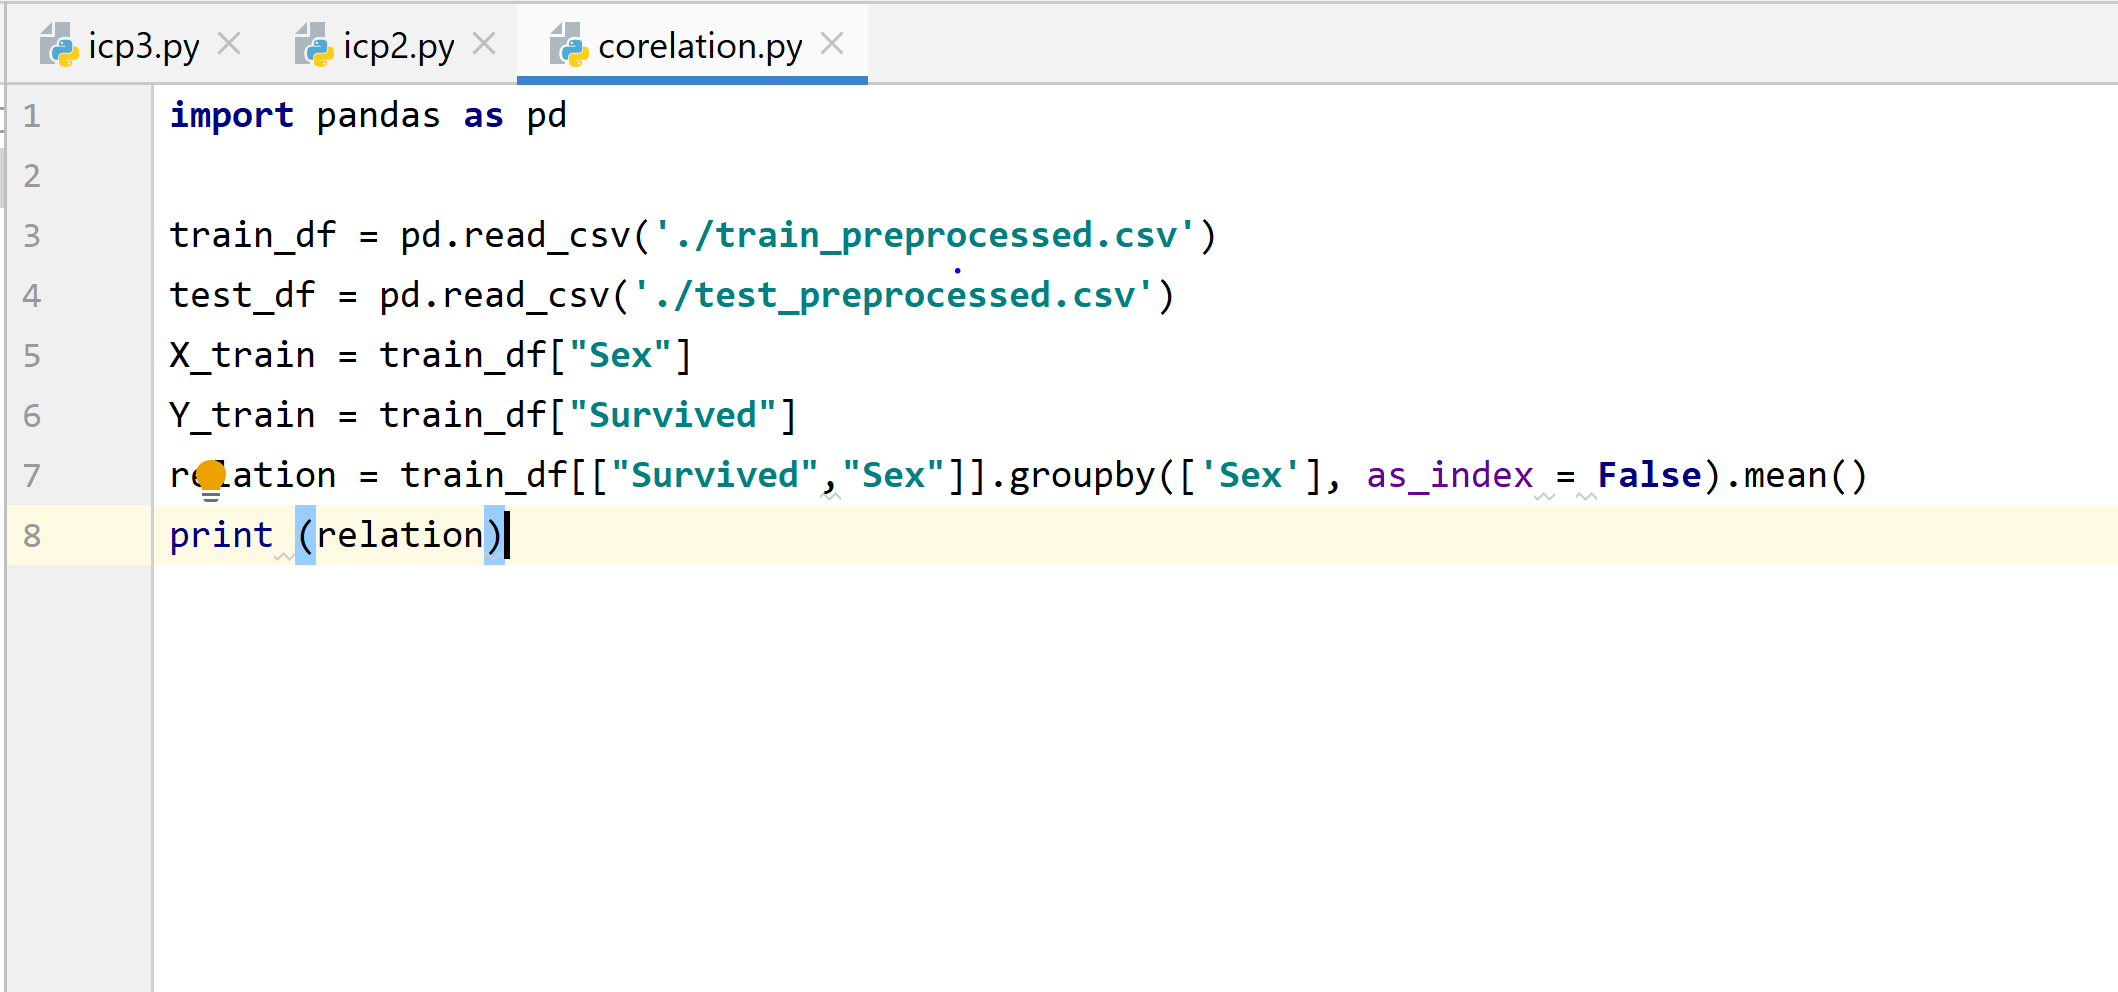 icp3.py icp2.py corelation.py
1 import pandas as pd
2
3 train_df = pd.read_csv('./train_preprocessed.csv')
4 test_df = pd.read_csv('./test_preprocessed.csv')
5 X_train = train_df["Sex"]
6 Y_train = train_df["Survived"]
7 relation = train_df[["Survived","Sex"]].groupby(['Sex'], as_index = False).mean()
8 print (relation)